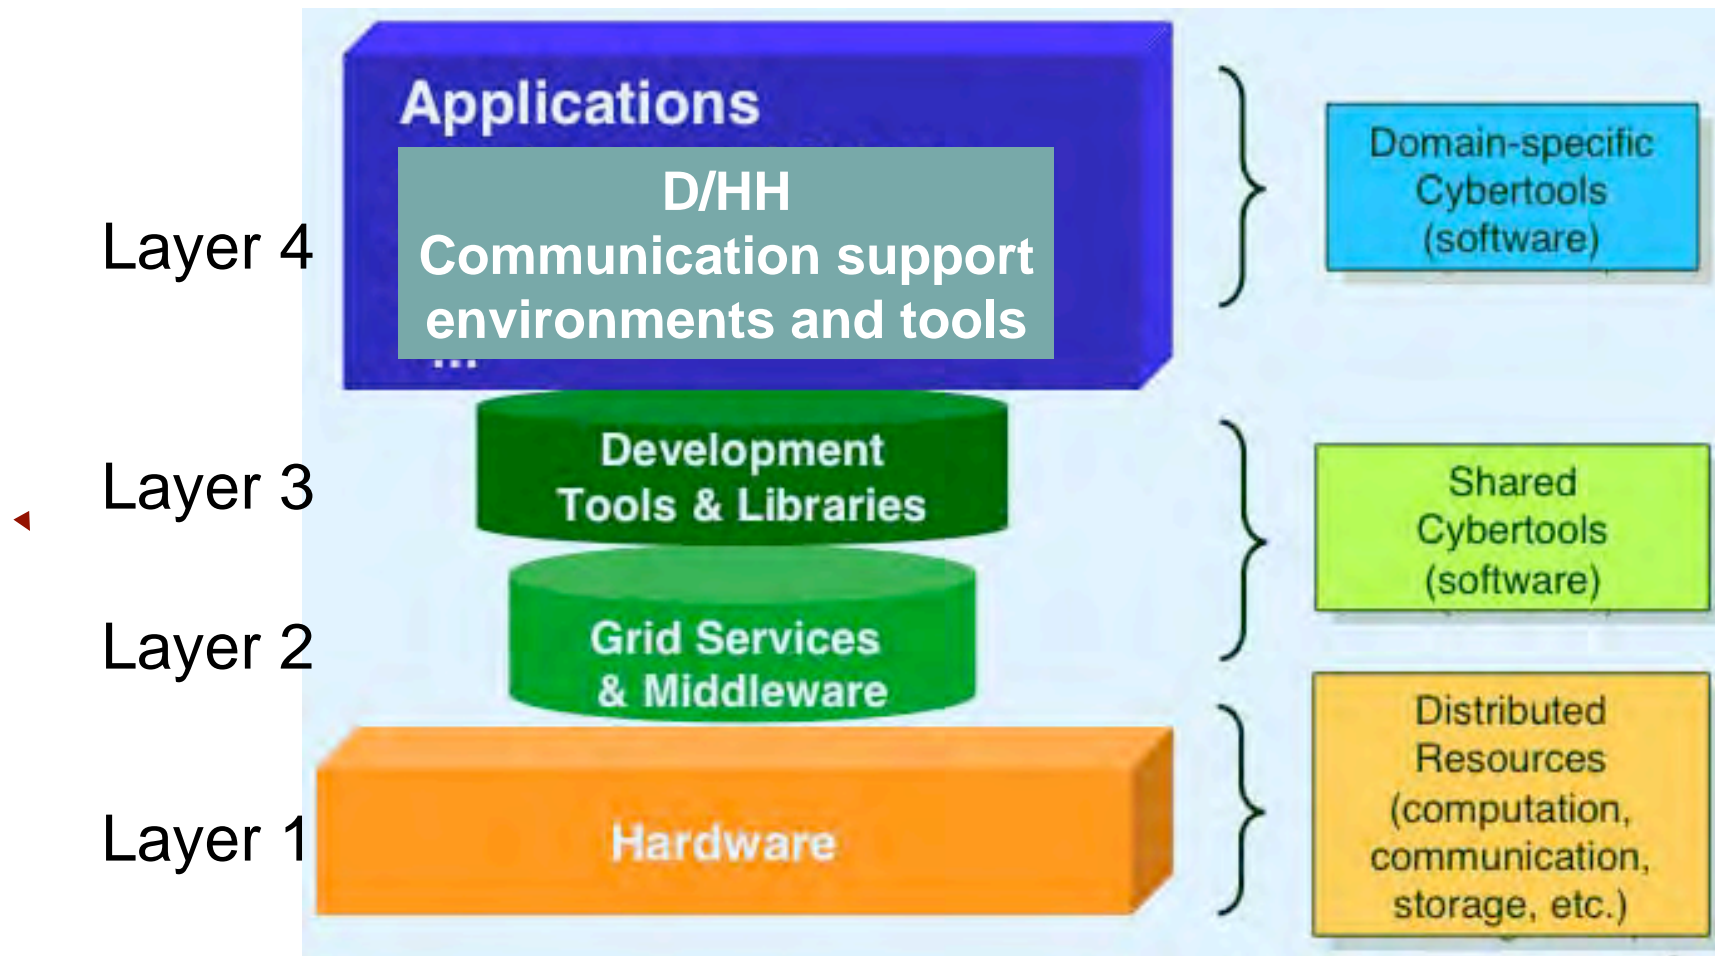 Applications
D/HH
Communication support
environments and tools
...
Layer 4
Domain-specific
Cybertools
(software)
Layer 3
Development
Tools & Libraries
Shared
Cybertools
(software)
Layer 2
Grid Services
& Middleware
Layer 1
Hardware
Distributed
Resources
(computation,
communication,
storage, etc.)